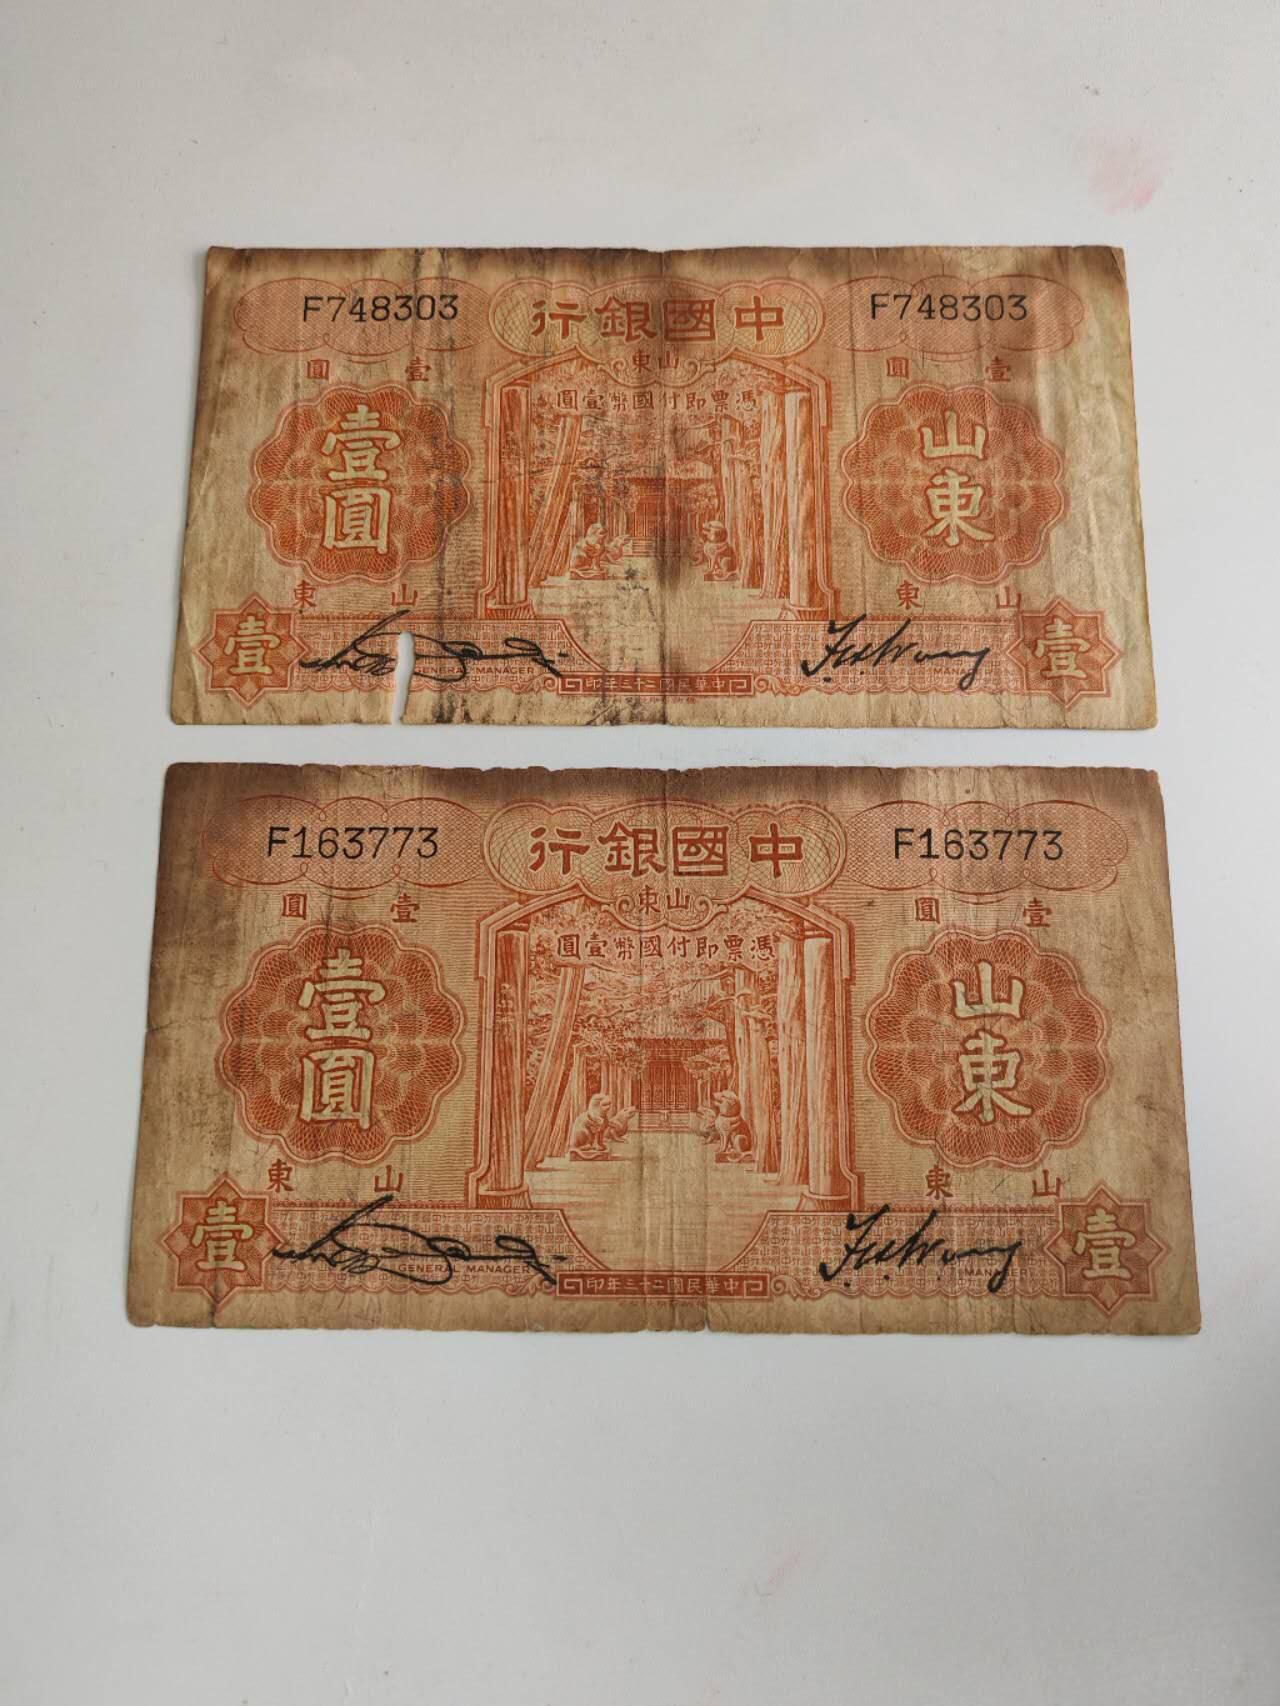 F748303
行銀國中
F748303
東山
圓 壹
圓壹幣國付即票憑
圓 壹
壹圓
山東
東 山
東 山
壹
壹
GENERAL MANAGER
印年三十二國民華中
F163773
行銀國中
F163773
東山
圓 壹
圓壹幣國付即票憑
圓 壹
壹圓
山東
東 山
東 山
壹
壹
GENERAL MANAGER
印年三十二國民華中
MANAGER